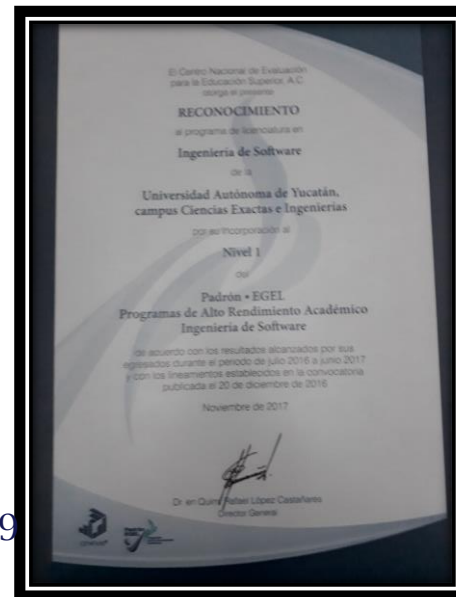 El Centro Nacional de Evaluación
para la Educación Superior, A.C.
otorga el presente
RECONOCIMIENTO
al programa de licenciatura en
Ingeniería de Software
de la
Universidad Autónoma de Yucatán,
campus Ciencias Exactas e Ingenierías
por su incorporación al
Nivel 1
del
Padrón • EGEL
Programas de Alto Rendimiento Académico
Ingeniería de Software
de acuerdo con los resultados alcanzados por sus
egresados durante el periodo de julio 2016 a junio 2017
y con los lineamientos establecidos en la convocatoria
publicada el 20 de diciembre de 2016
Noviembre de 2017
Dr. en Quím. Rafael López Castañares
Director General
9